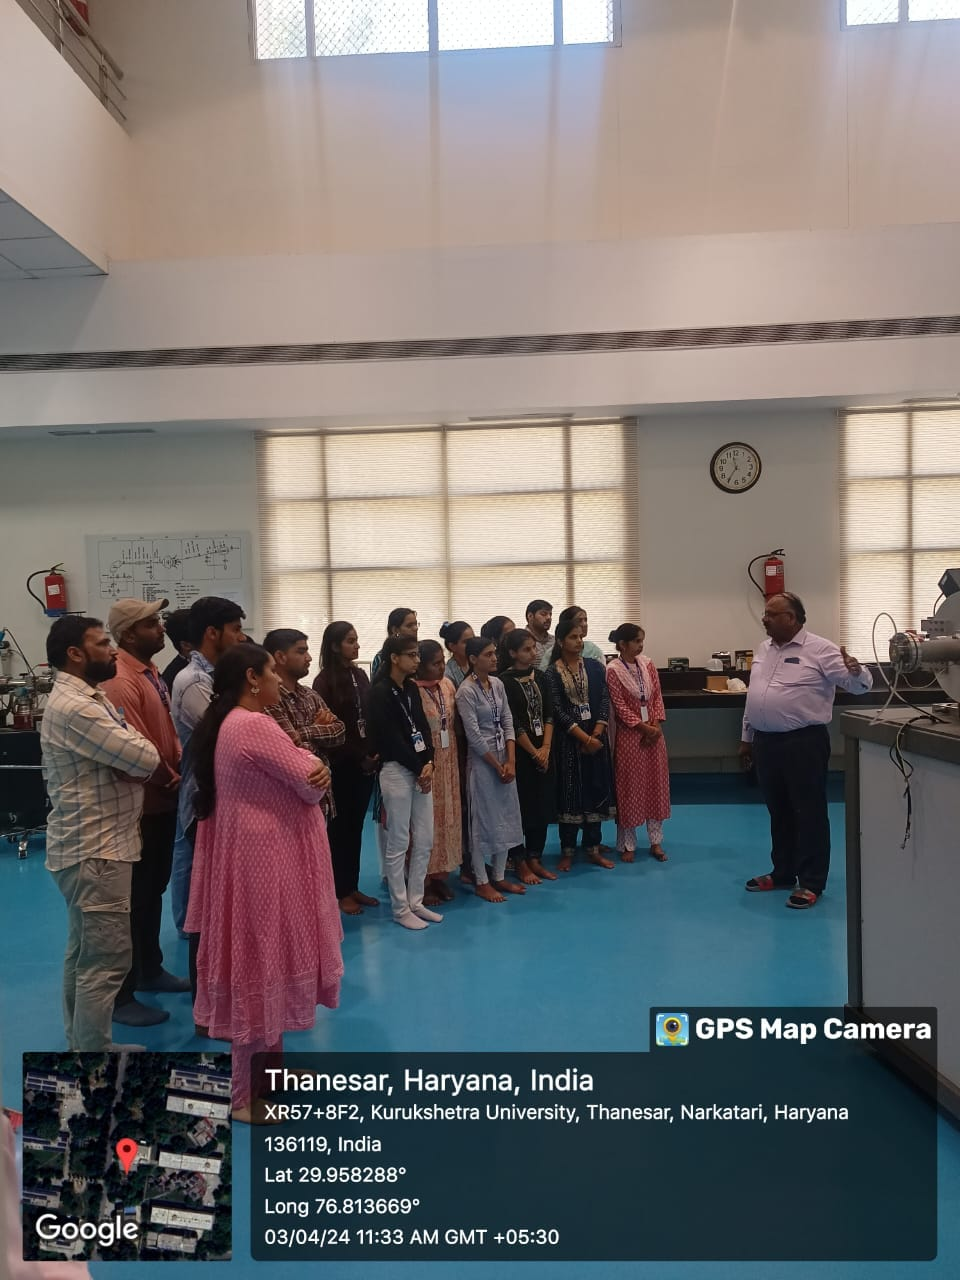 GPS Map Camera
Thanesar, Haryana, India
XR57+8F2, Kurukshetra University, Thanesar, Narkatari, Haryana
136119, India
Lat 29.958288°
Long 76.813669°
03/04/24 11:33 AM GMT +05:30
Google